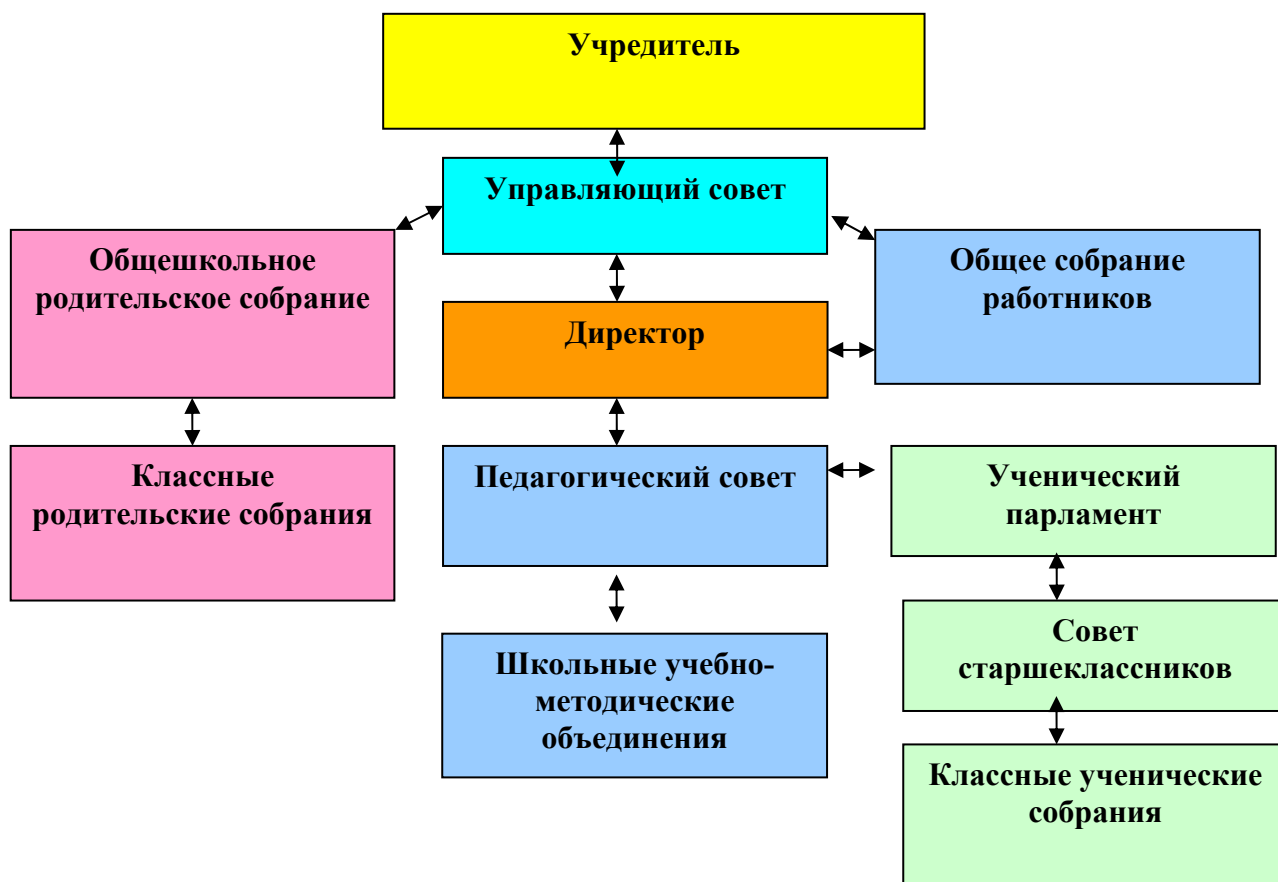 Учредитель
Управляющий совет
Общешкольное
родительское собрание
Общее собрание
работников
Директор
Классные
родительские собрания
Педагогический совет
Ученический
парламент
Школьные учебно-
методические
объединения
Совет
старшеклассников
Классные ученические
собрания